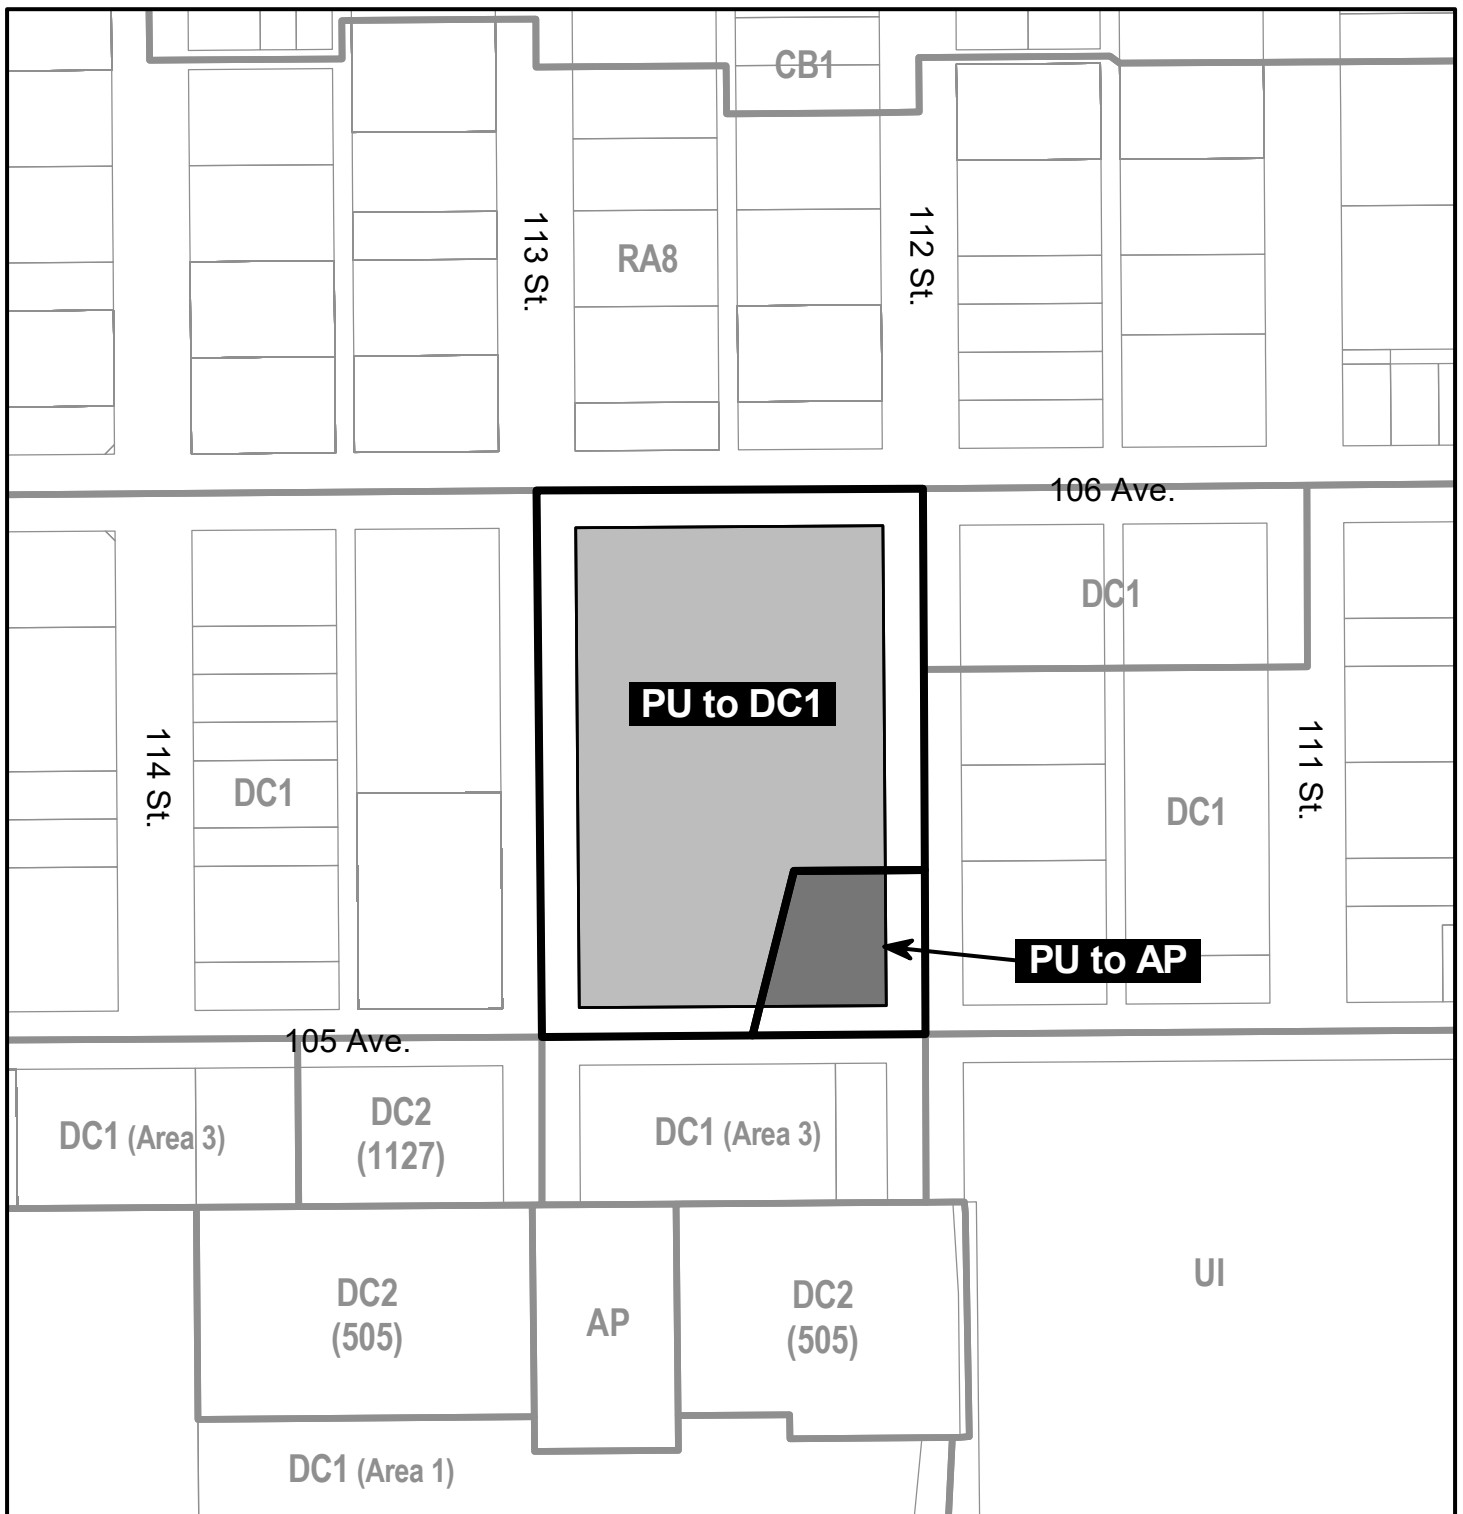 CB1
113 St.
112 St.
RA8
106 Ave.
DC1
PU to DC1
114 St.
111 St.
DC1
DC1
PU to AP
105 Ave.
DC1 (Area 3)
DC2
(1127)
DC1 (Area 3)
DC2
(505)
AP
DC2
(505)
UI
DC1 (Area 1)